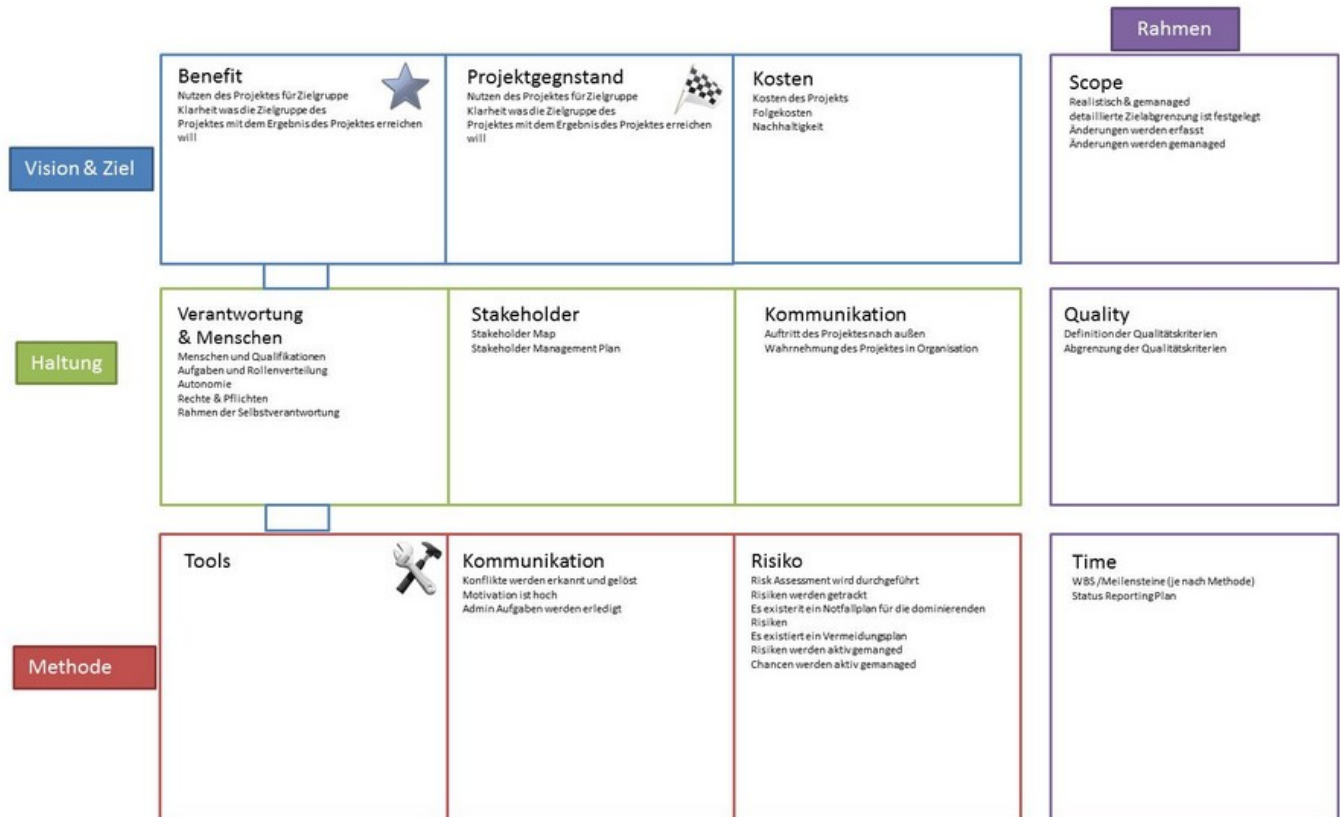 Rahmen
Vision & Ziel
Benefit
Nutzen des Projektes für Zielgruppe
Klarheit was die Zielgruppe des
Projektes mit dem Ergebnis des Projektes erreichen
will
Projektgegnstand
Nutzen des Projektes für Zielgruppe
Klarheit was die Zielgruppe des
Projektes mit dem Ergebnis des Projektes erreichen
will
Kosten
Kosten des Projekts
Folgekosten
Nachhaltigkeit
Scope
Realistisch & gemanaged
detaillierte Zielabgrenzung ist festgelegt
Änderungen werden erfasst
Änderungen werden gemanaged
Haltung
Verantwortung
& Menschen
Menschen und Qualifikationen
Aufgaben und Rollenverteilung
Autonomie
Rechte & Pflichten
Rahmen der Selbstverantwortung
Stakeholder
Stakeholder Map
Stakeholder Management Plan
Kommunikation
Auftritt des Projektes nach außen
Wahrnehmung des Projektes in Organisation
Quality
Definition der Qualitätskriterien
Abgrenzung der Qualitätskriterien
Methode
Tools
Kommunikation
Konflikte werden erkannt und gelöst
Motivation ist hoch
Admin Aufgaben werden erledigt
Risiko
Risk Assessment wird durchgeführt
Risiken werden getrackt
Es existerit ein Notfallplan für die dominierenden
Risiken
Es existiert ein Vermeidungsplan
Risiken werden aktiv gemanged
Chancen werden aktiv gemanaged
Time
WBS /Meilensteine (je nach Methode)
Status Reporting Plan